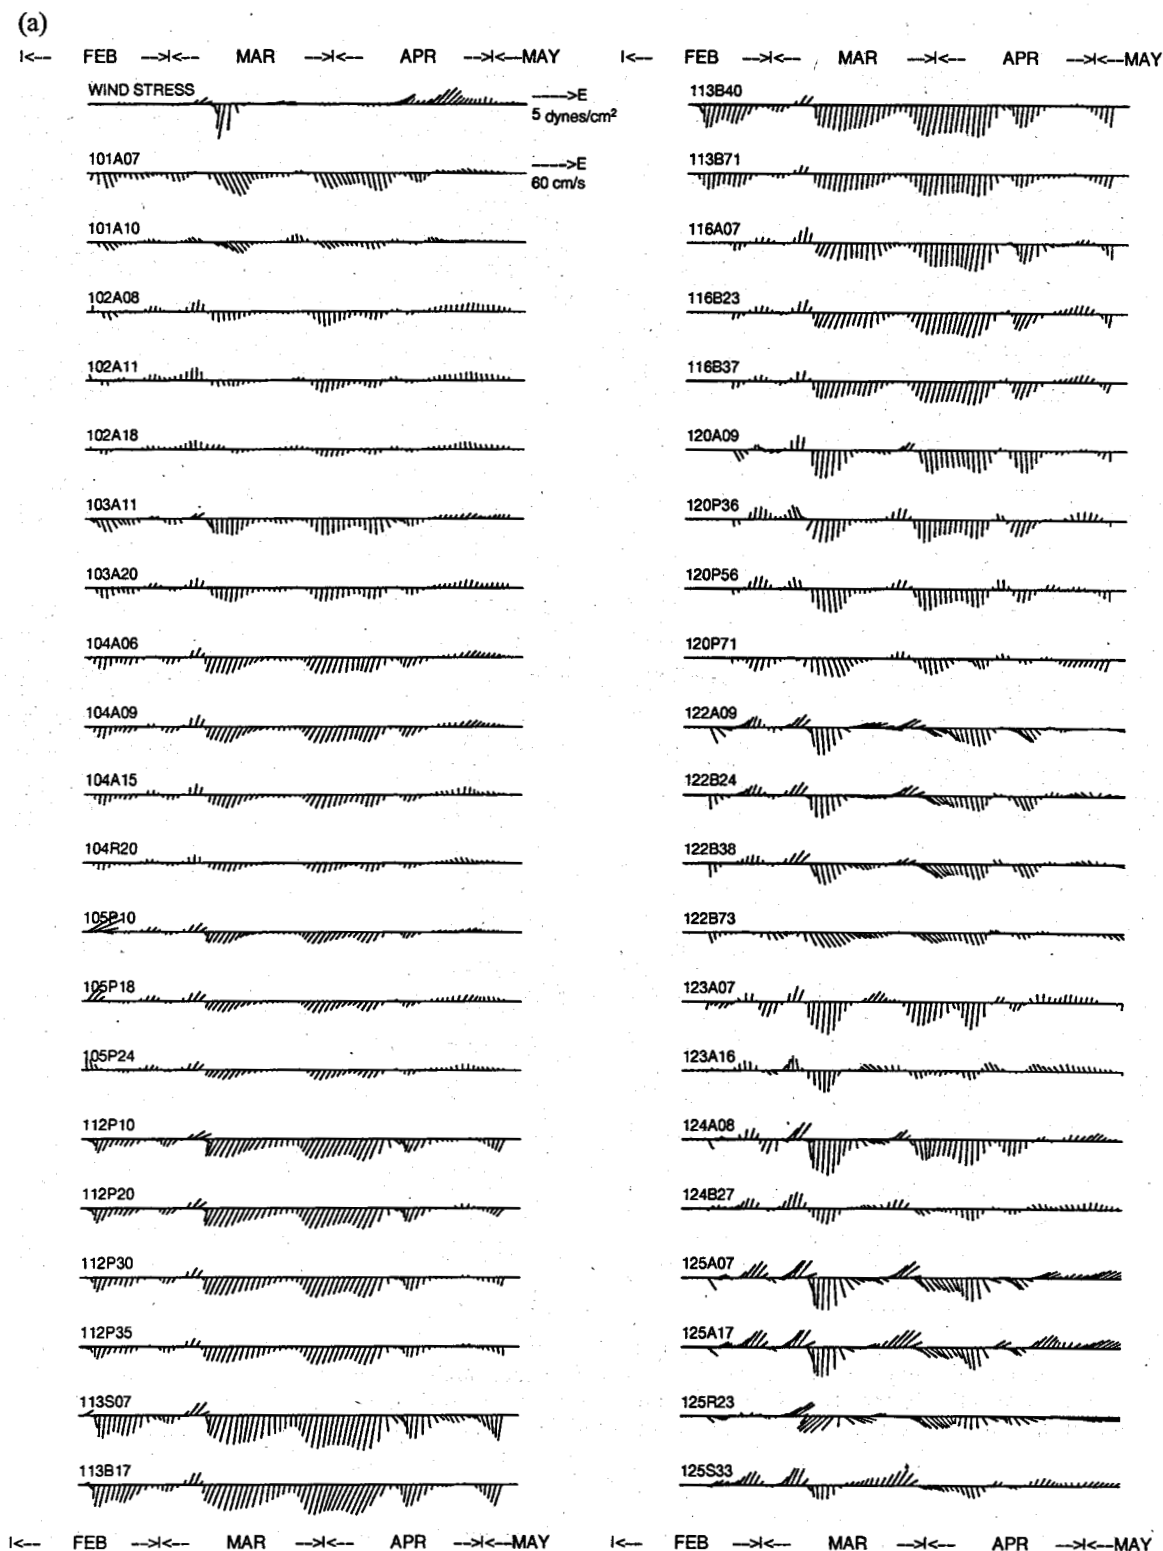 (a)
I<-- FEB -->I<-- MAR -->I<-- APR -->I<--MAY
WIND STRESS
---->E
5 dynes/cm²
101A07
---->E
60 cm/s
101A10
102A08
102A11
102A18
103A11
103A20
104A06
104A09
104A15
104R20
105P10
105P18
105P24
112P10
112P20
112P30
112P35
113S07
113B17
I<-- FEB -->I<-- MAR -->I<-- APR -->I<--MAY
I<-- FEB -->I<-- MAR -->I<-- APR -->I<--MAY
113B40
113B71
116A07
116B23
116B37
120A09
120P36
120P56
120P71
122A09
122B24
122B38
122B73
123A07
123A16
124A08
124B27
125A07
125A17
125R23
125S33
I<-- FEB -->I<-- MAR -->I<-- APR -->I<--MAY